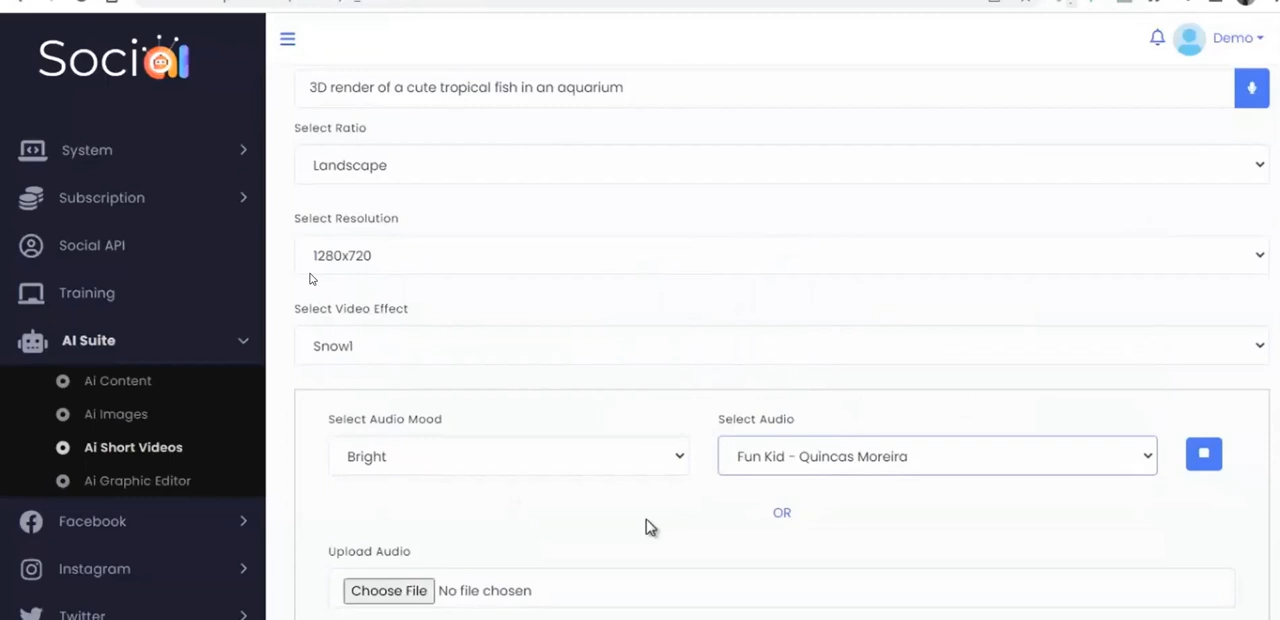 Sociai
Demo
System
Subscription
Social API
Training
AI Suite
Ai Content
Ai Images
Ai Short Videos
Ai Graphic Editor
Facebook
Instagram
Twitter
3D render of a cute tropical fish in an aquarium
Select Ratio
Landscape
Select Resolution
1280x720
Select Video Effect
Snow1
Select Audio Mood
Bright
Select Audio
Fun Kid - Quincas Moreira
OR
Upload Audio
Choose File No file chosen